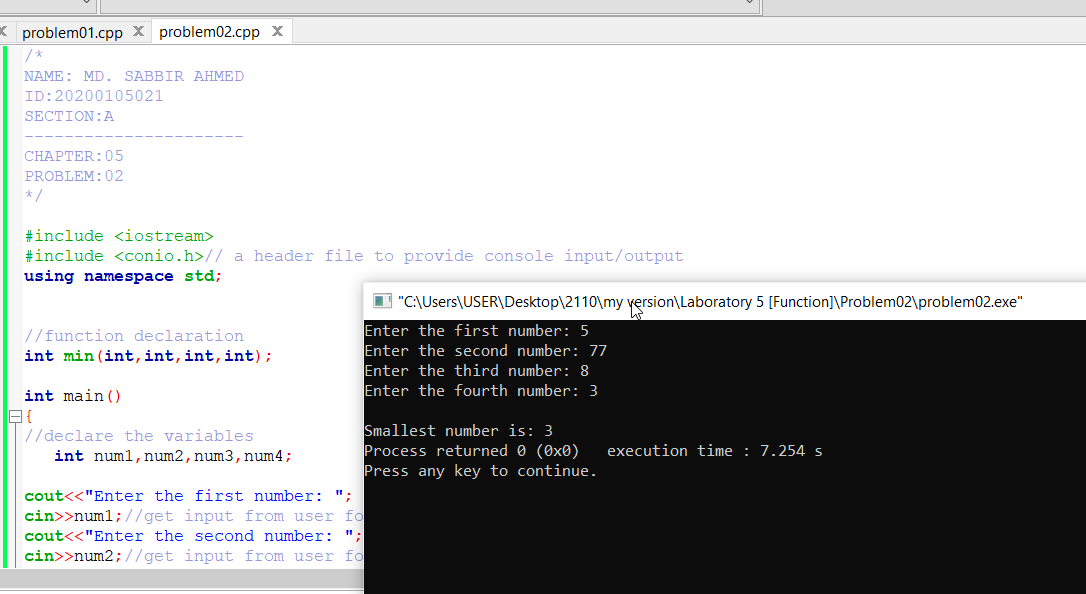 problem01.cpp problem02.cpp
/*
NAME: MD. SABBIR AHMED
ID:20200105021
SECTION:A
----------------------
CHAPTER:05
PROBLEM:02
*/
#include <iostream>
#include <conio.h>// a header file to provide console input/output
using namespace std;
//function declaration
int min(int,int,int,int);
int main()
{
//declare the variables
int num1,num2,num3,num4;
cout<<"Enter the first number: ";
cin>>num1;//get input from user fo
cout<<"Enter the second number: ";
cin>>num2;//get input from user fo
"C:\Users\USER\Desktop\2110\my version\Laboratory 5 [Function]\Problem02\problem02.exe"
Enter the first number: 5
Enter the second number: 77
Enter the third number: 8
Enter the fourth number: 3
Smallest number is: 3
Process returned 0 (0x0)   execution time : 7.254 s
Press any key to continue.